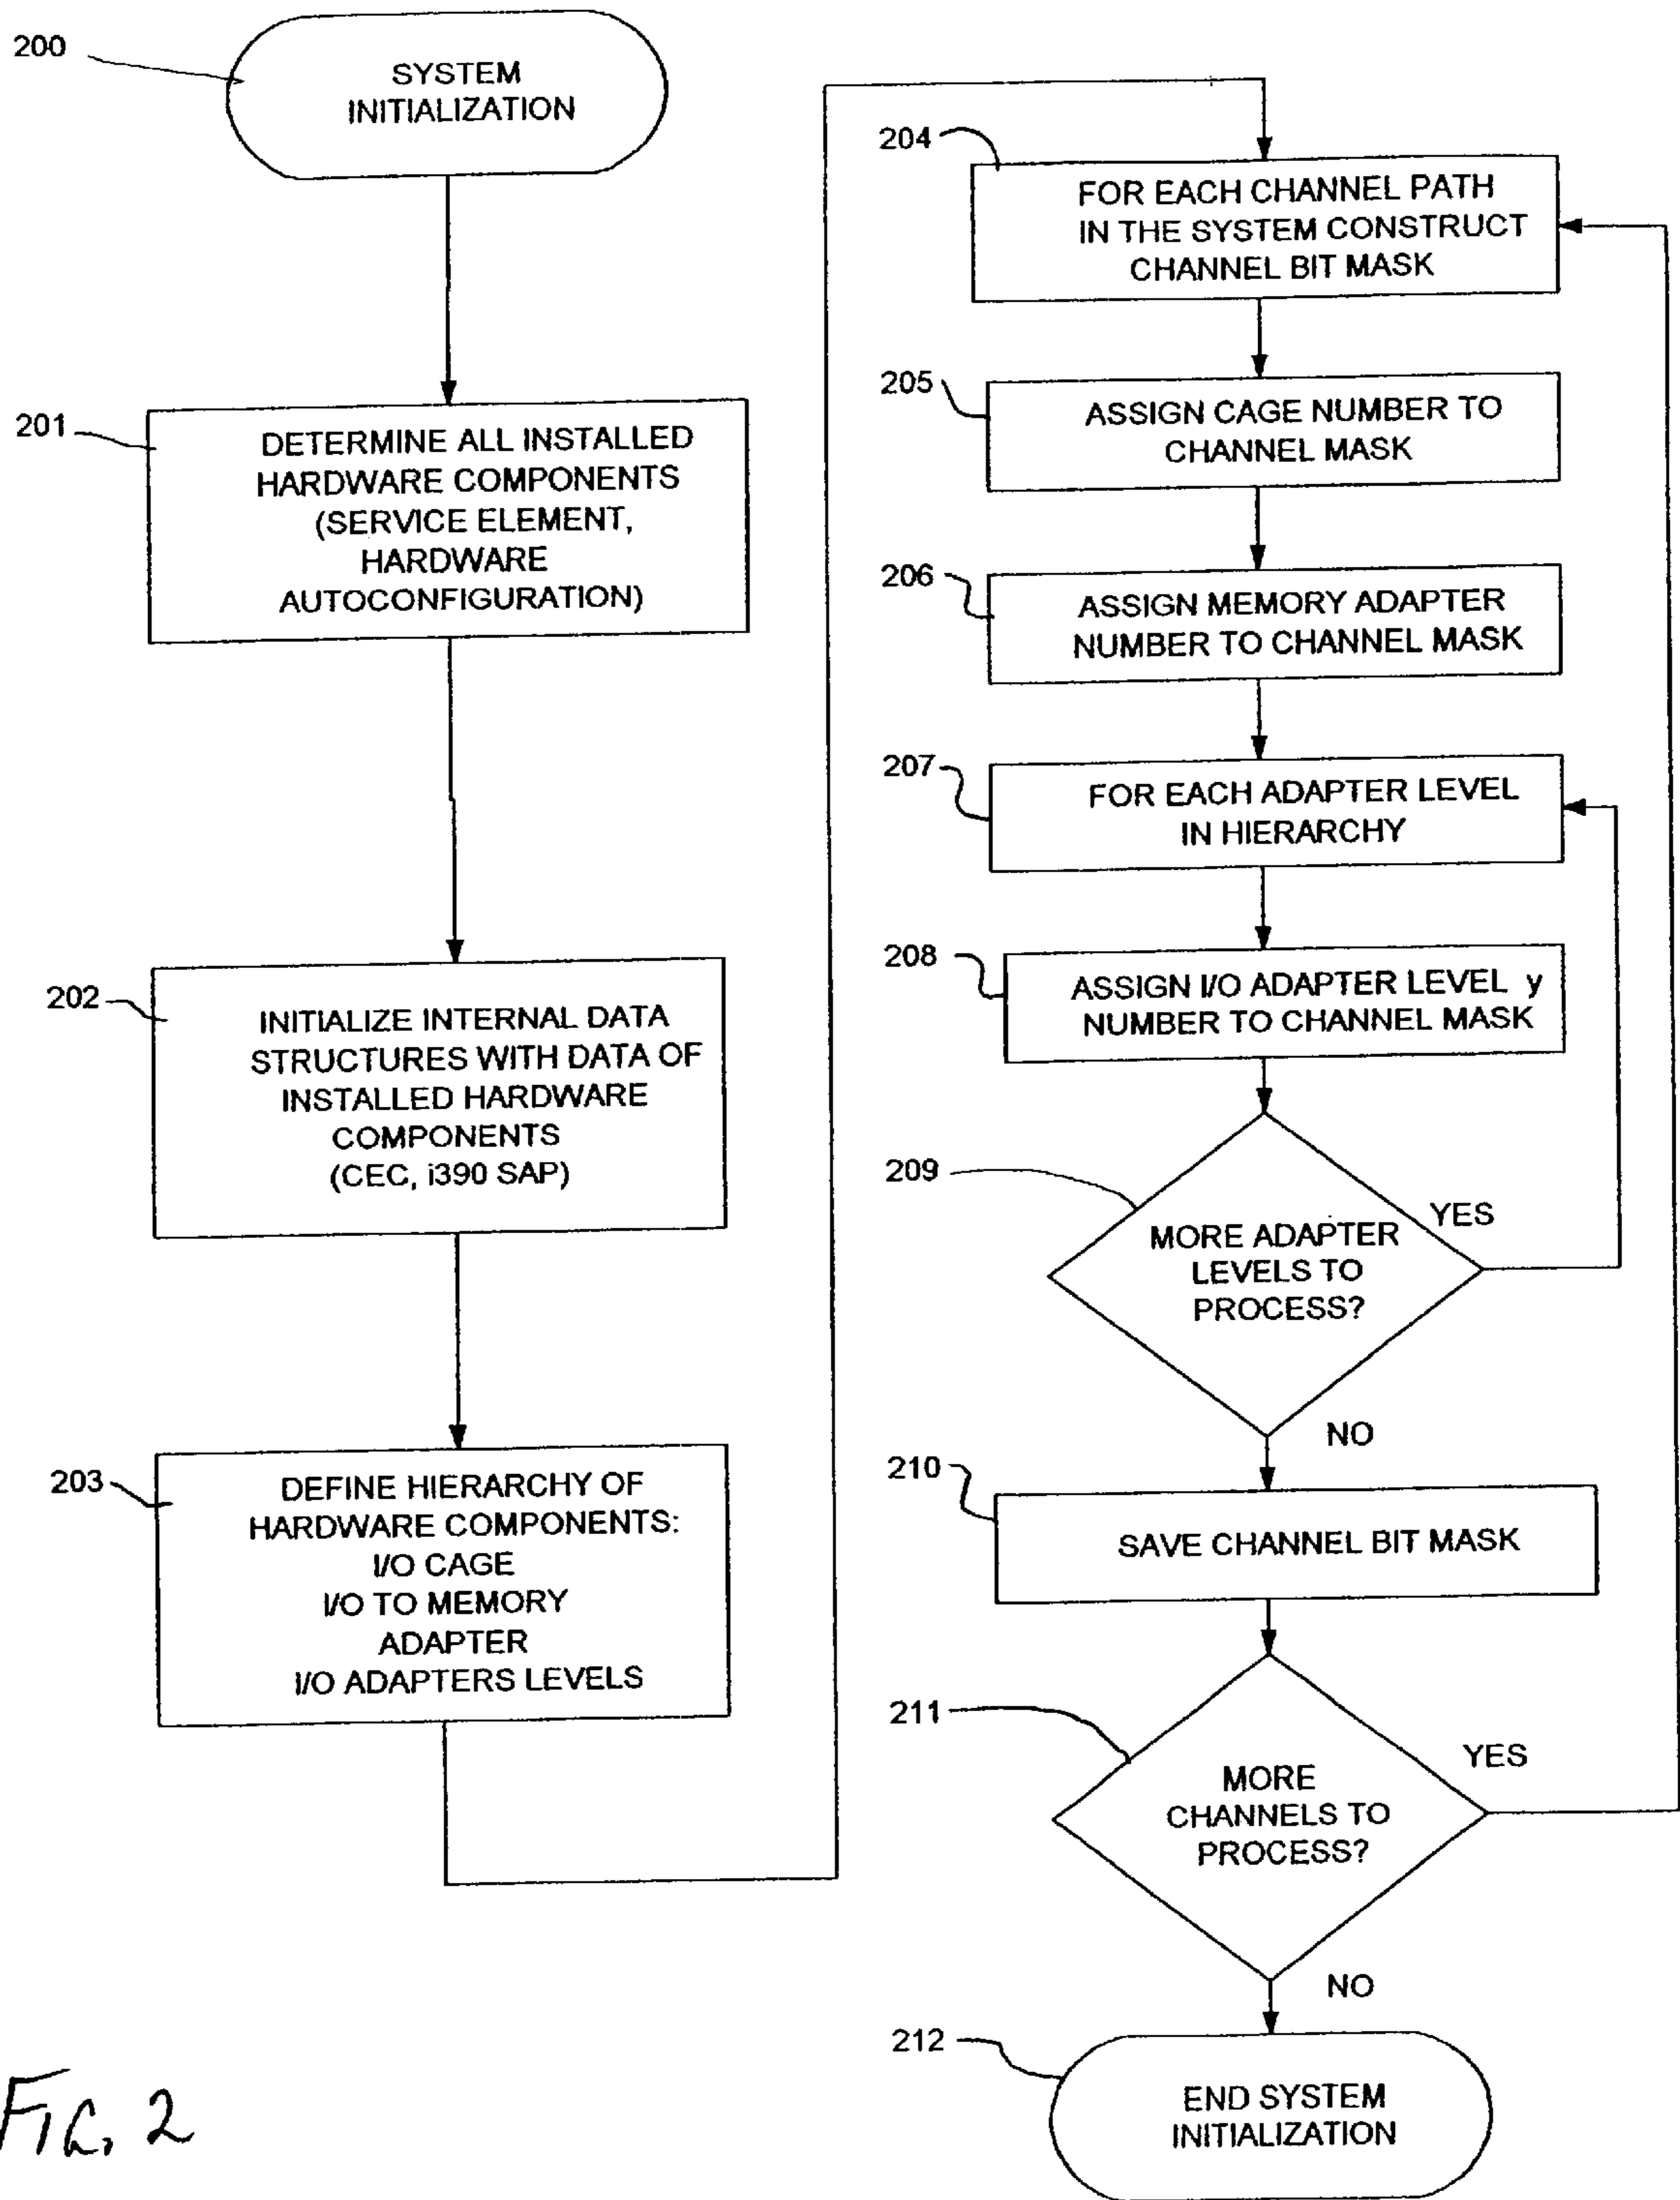 200
SYSTEM
INITIALIZATION
201
DETERMINE ALL INSTALLED
HARDWARE COMPONENTS
(SERVICE ELEMENT,
HARDWARE
AUTOCONFIGURATION)
202
INITIALIZE INTERNAL DATA
STRUCTURES WITH DATA OF
INSTALLED HARDWARE
COMPONENTS
(CEC, i390 SAP)
203
DEFINE HIERARCHY OF
HARDWARE COMPONENTS:
I/O CAGE
I/O TO MEMORY
ADAPTER
I/O ADAPTERS LEVELS
204
FOR EACH CHANNEL PATH
IN THE SYSTEM CONSTRUCT
CHANNEL BIT MASK
205
ASSIGN CAGE NUMBER TO
CHANNEL MASK
206
ASSIGN MEMORY ADAPTER
NUMBER TO CHANNEL MASK
207
FOR EACH ADAPTER LEVEL
IN HIERARCHY
208
ASSIGN I/O ADAPTER LEVEL y
NUMBER TO CHANNEL MASK
209
YES
MORE ADAPTER
LEVELS TO
PROCESS?
NO
210
SAVE CHANNEL BIT MASK
211
YES
MORE
CHANNELS TO
PROCESS?
NO
212
END SYSTEM
INITIALIZATION
FIG. 2